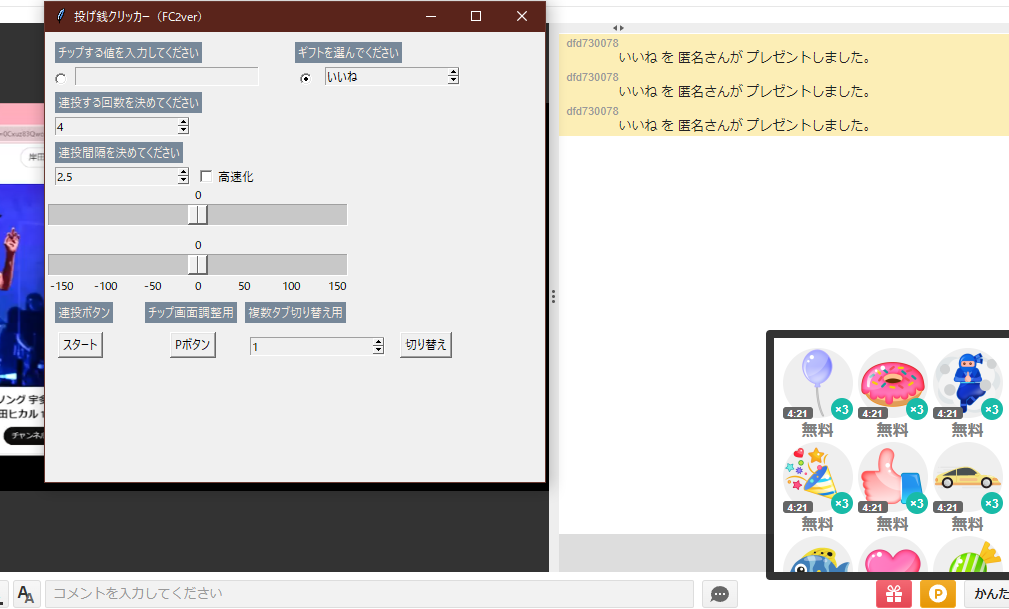 投げ銭クリッカー（FC2ver）
チップする値を入力してください
ギフトを選んでください
いいね
連投する回数を決めてください
4
連投間隔を決めてください
2.5
高速化
0
0
-150 -100 -50 0 50 100 150
連投ボタン
チップ画面調整用
複数タブ切り替え用
スタート
Pボタン
1
切り替え
dfd730078
いいね を 匿名さんが プレゼントしました。
dfd730078
いいね を 匿名さんが プレゼントしました。
dfd730078
いいね を 匿名さんが プレゼントしました。
岸田
ソング 宇多
田ヒカル
チャンネル
4:21 ×3 4:21 ×3 4:21 ×3
無料 無料 無料
4:21 ×3 4:21 ×3 4:21 ×3
無料 無料 無料
AA
コメントを入力してください
P
かんた